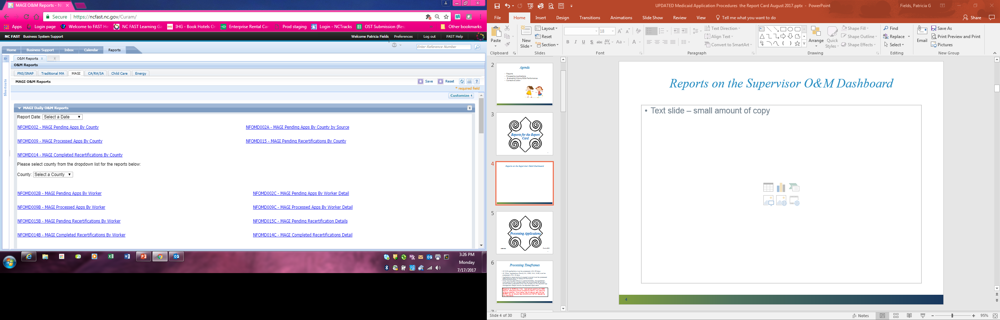 MAGI O&M Reports - NC
Secure https://ncfast.nc.gov/Curam/
Apps Login page Welcome to FAST He NC FAST Learning Ga IHG - Book Hotels Or Enterprise Rental Car Prod staging Login - NCTracks OST Submission (Res Other bookmarks
NC FAST Business System Support Welcome Patricia Fields Preferences Log out FAST Help
Home Business Support Inbox Calendar Reports Enter Reference Number
O&M Reports x x
O&M Reports
FNS/SNAP Traditional MA MAGI CA/RA/SA Child Care Energy
MAGI O&M Reports Save Reset
* required field
Customize
Shortcuts
MAGI Daily O&M Reports
Report Date: Select a Date
NFOMD002 - MAGI Pending Apps By County NFOMD002A - MAGI Pending Apps By County by Source
NFOMD009 - MAGI Processed Apps By County NFOMD015 - MAGI Pending Recertifications By County
NFOMD014 - MAGI Completed Recertifications By County
Please select county from the dropdown list for the reports below:
County: Select a County
NFOMD002B - MAGI Pending Apps By Worker NFOMD002C - MAGI Pending Apps By Worker Detail
NFOMD009B - MAGI Processed Apps By Worker NFOMD009C - MAGI Processed Apps By Worker Detail
NFOMD015B - MAGI Pending Recertifications By Worker NFOMD015C - MAGI Pending Recertification Details
NFOMD014B - MAGI Completed Recertifications By Worker NFOMD014C - MAGI Completed Recertifications Detail
3:26 PM
Monday
7/17/2017
UPDATED Medicaid Application Procedures the Report Card August 2017.pptx - PowerPoint Fields, Patricia G
File Home Insert Design Transitions Animations Slide Show Review View Tell me what you want to do Share
Paste New Slide Layout Reset Section 18
B I U S abc AV Aa A
Text Direction Align Text Convert to SmartArt
Arrange Quick Styles Shape Fill Shape Outline Shape Effects
Find Replace Select
Email Save As Print Preview and Print Pictures
Clipboard Slides Font Paragraph Drawing Editing New Group
2
Agenda
Reports
Processing Applications
Evaluating County/DDS Performance
Corrective Action
3
Reports for the Report
Card
4
Reports on the Supervisor O&M Dashboard
5
Processing Applications
6
Processing Timeframes
7
Reports on the Supervisor O&M Dashboard
• Text slide – small amount of copy
4
Slide 4 of 30 Notes 95%